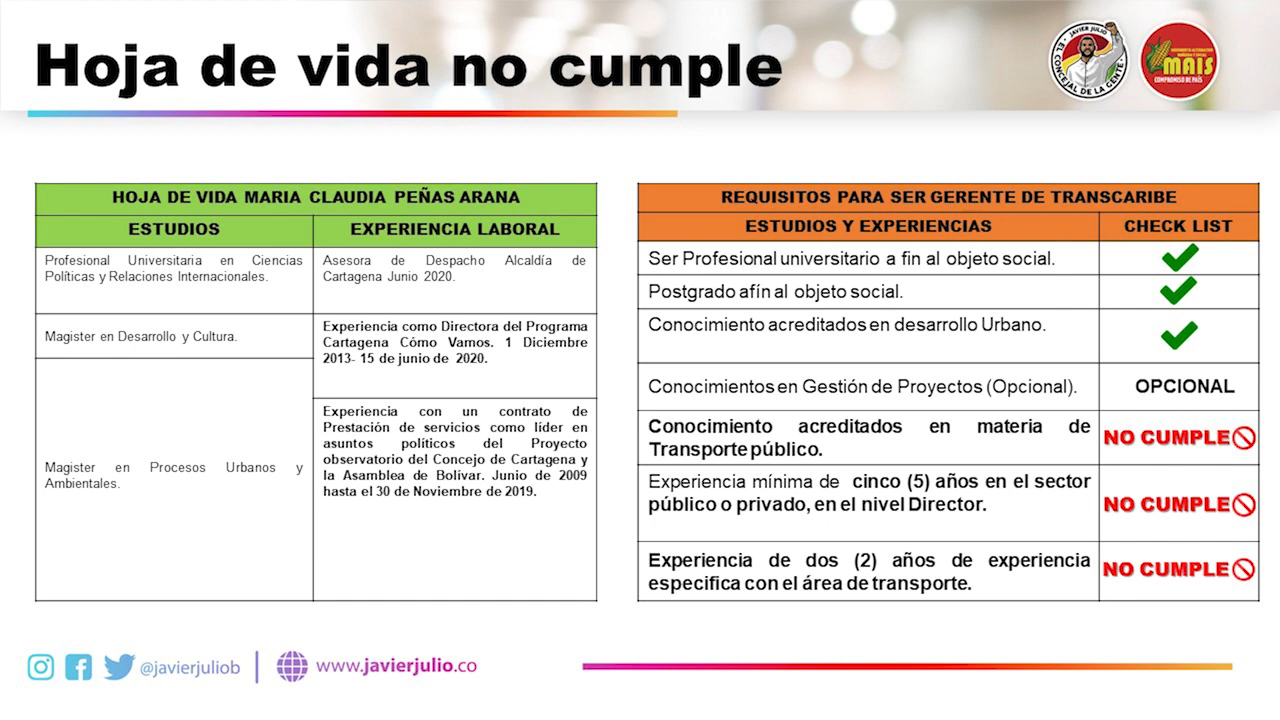 Hoja de vida no cumple
EL CONCEJAL DE LA GENTE
JAVIER JULIO
MOVIMIENTO ALTERNATIVO
INDÍGENA Y SOCIAL
MAIS
COMPROMISO DE PAÍS
HOJA DE VIDA MARIA CLAUDIA PEÑAS ARANA
ESTUDIOS
EXPERIENCIA LABORAL
Profesional Universitaria en Ciencias
Políticas y Relaciones Internacionales.
Asesora de Despacho Alcaldía de
Cartagena Junio 2020.
Magister en Desarrollo y Cultura.
Experiencia como Directora del Programa
Cartagena Cómo Vamos. 1 Diciembre
2013- 15 de junio de 2020.
Magister en Procesos Urbanos y
Ambientales.
Experiencia con un contrato de
Prestación de servicios como líder en
asuntos políticos del Proyecto
observatorio del Concejo de Cartagena y
la Asamblea de Bolívar. Junio de 2009
hasta el 30 de Noviembre de 2019.
REQUISITOS PARA SER GERENTE DE TRANSCARIBE
ESTUDIOS Y EXPERIENCIAS
CHECK LIST
Ser Profesional universitario a fin al objeto social.
Postgrado afín al objeto social.
Conocimiento acreditados en desarrollo Urbano.
Conocimientos en Gestión de Proyectos (Opcional).
OPCIONAL
Conocimiento acreditados en materia de
Transporte público.
NO CUMPLE
Experiencia mínima de cinco (5) años en el sector
público o privado, en el nivel Director.
NO CUMPLE
Experiencia de dos (2) años de experiencia
especifica con el área de transporte.
NO CUMPLE
@javierjuliob
www.javierjulio.co